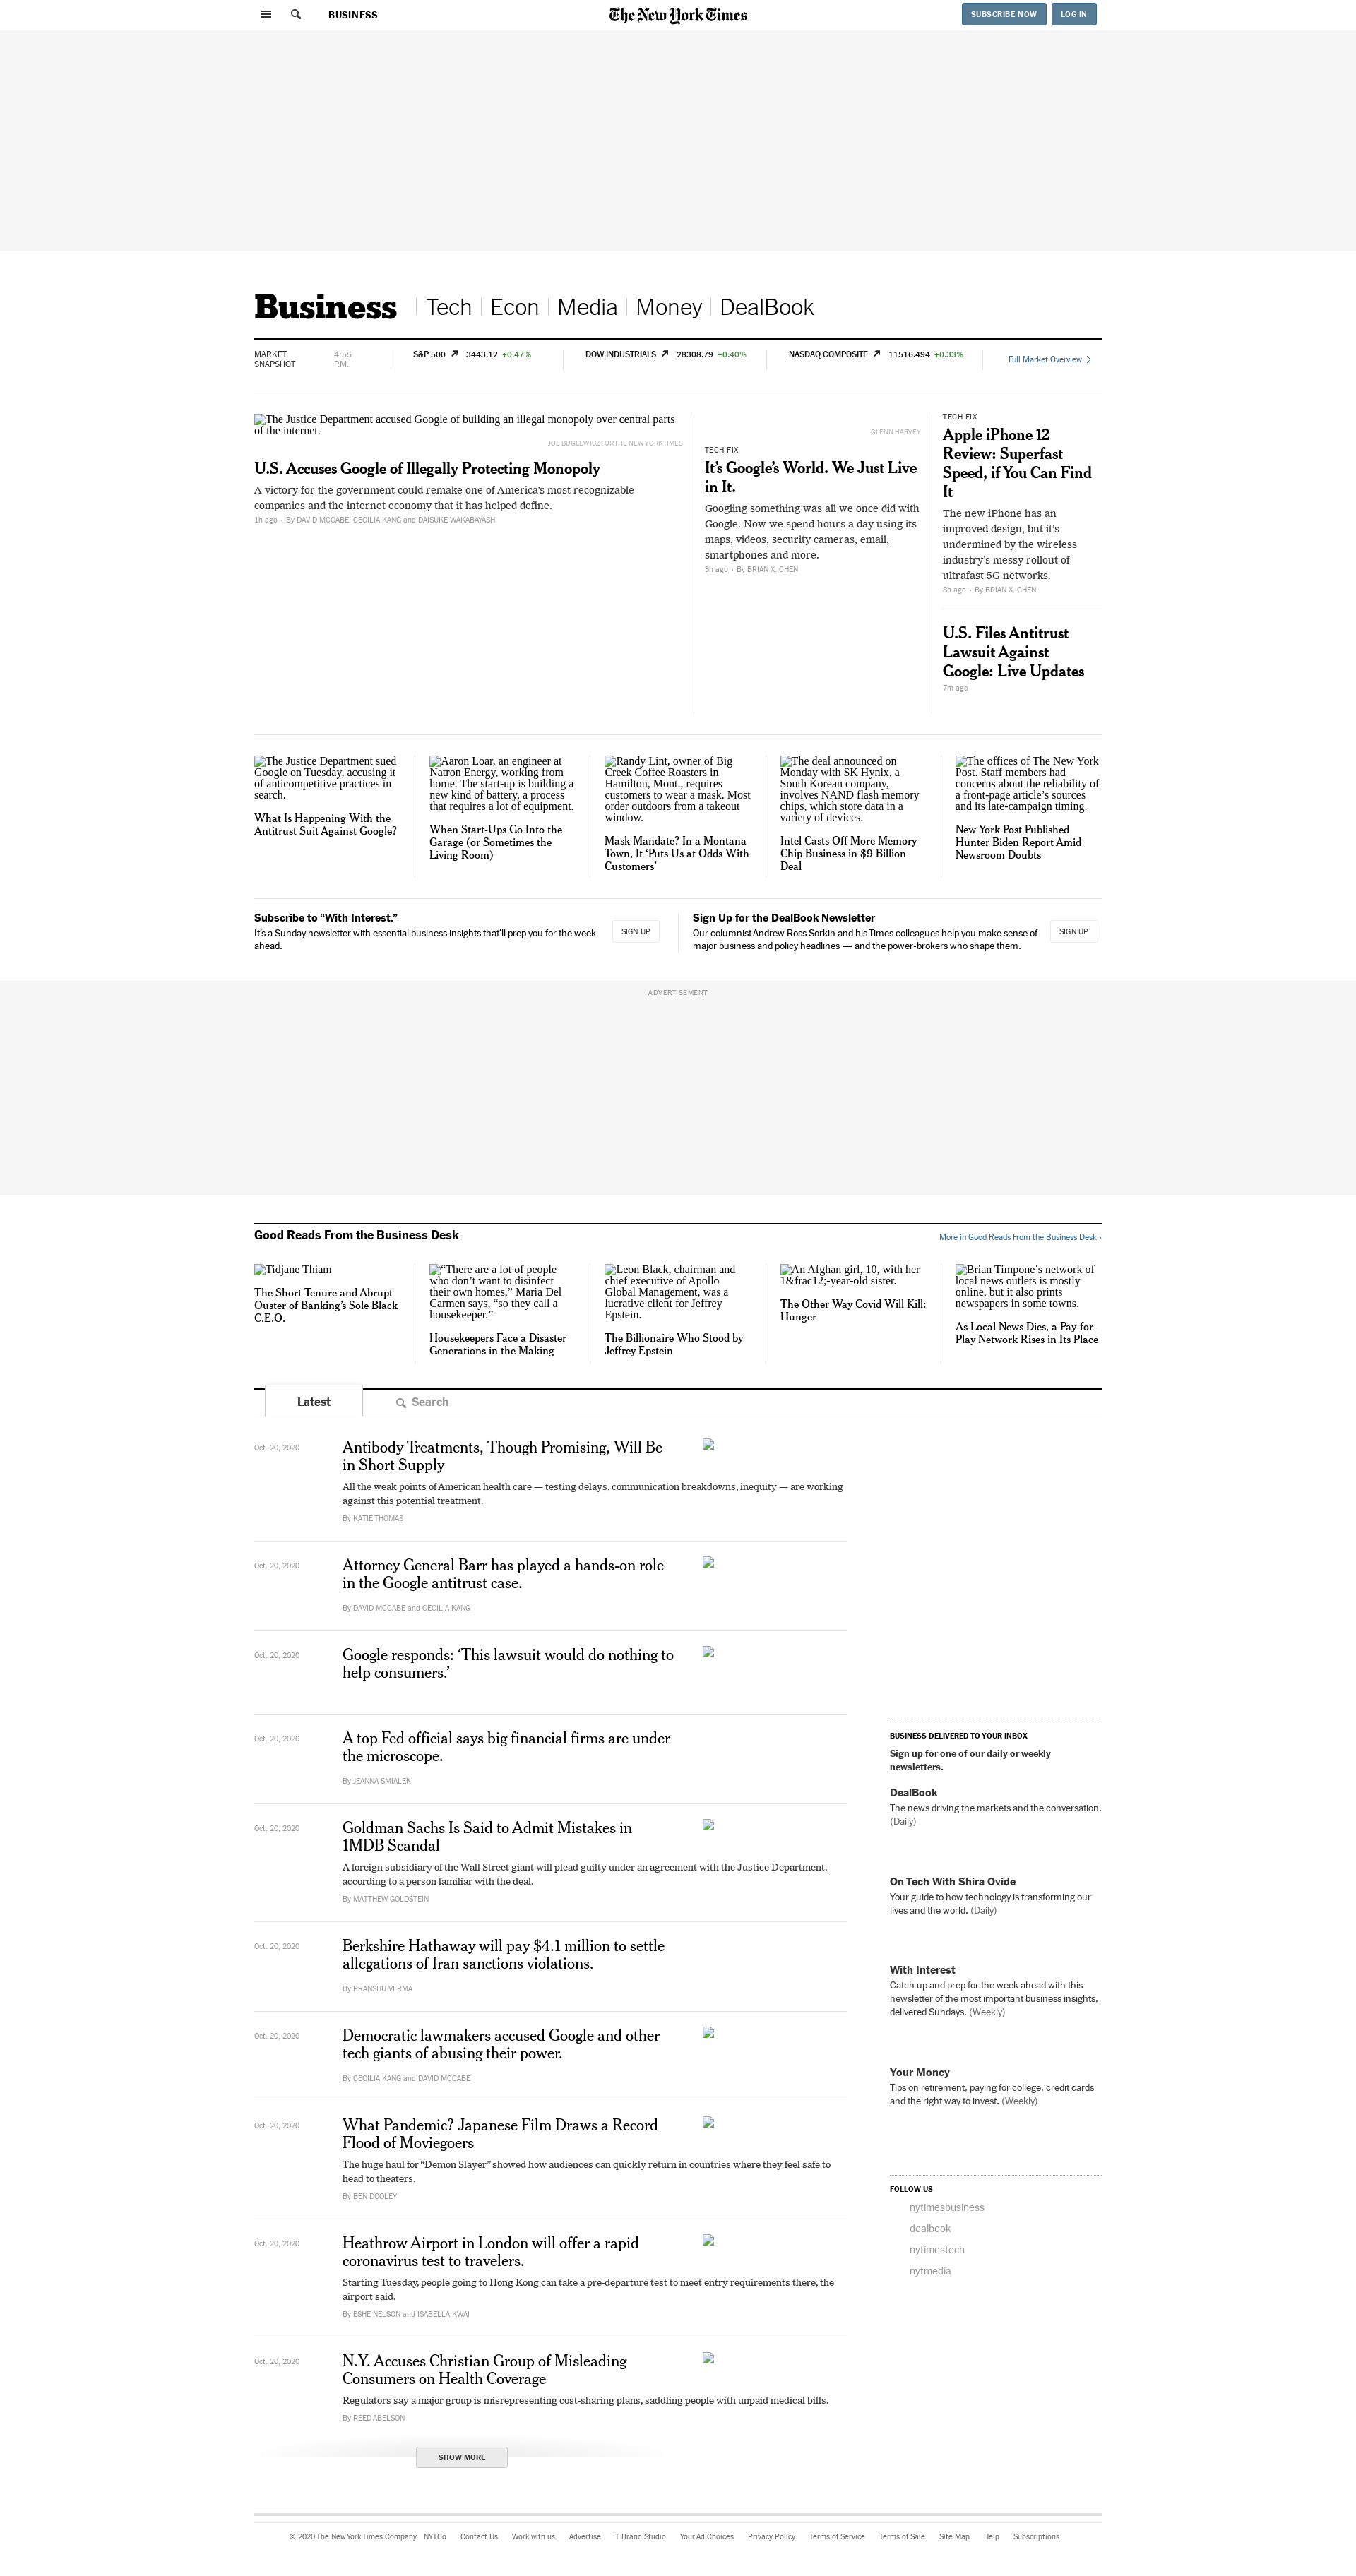 BUSINESS
The New York Times
SUBSCRIBE NOW
LOG IN
Business
Tech
Econ
Media
Money
DealBook
MARKET
SNAPSHOT
4:55
P.M.
S&P 500 3443.12 +0.47%
DOW INDUSTRIALS 28308.79 +0.40%
NASDAQ COMPOSITE 11516.494 +0.33%
Full Market Overview
The Justice Department accused Google of building an illegal monopoly over central parts
of the internet.
JOE BUGLEWICZ FOR THE NEW YORK TIMES
U.S. Accuses Google of Illegally Protecting Monopoly
A victory for the government could remake one of America’s most recognizable
companies and the internet economy that it has helped define.
1h ago • By DAVID MCCABE, CECILIA KANG and DAISUKE WAKABAYASHI
GLENN HARVEY
TECH FIX
It’s Google’s World. We Just Live
in It.
Googling something was all we once did with
Google. Now we spend hours a day using its
maps, videos, security cameras, email,
smartphones and more.
3h ago • By BRIAN X. CHEN
TECH FIX
Apple iPhone 12
Review: Superfast
Speed, if You Can Find
It
The new iPhone has an
improved design, but it’s
undermined by the wireless
industry’s messy rollout of
ultrafast 5G networks.
8h ago • By BRIAN X. CHEN
U.S. Files Antitrust
Lawsuit Against
Google: Live Updates
7m ago
The Justice Department sued
Google on Tuesday, accusing it
of anticompetitive practices in
search.
What Is Happening With the
Antitrust Suit Against Google?
Aaron Loar, an engineer at
Natron Energy, working from
home. The start-up is building a
new kind of battery, a process
that requires a lot of equipment.
When Start-Ups Go Into the
Garage (or Sometimes the
Living Room)
Randy Lint, owner of Big
Creek Coffee Roasters in
Hamilton, Mont., requires
customers to wear a mask. Most
order outdoors from a takeout
window.
Mask Mandate? In a Montana
Town, It ‘Puts Us at Odds With
Customers’
The deal announced on
Monday with SK Hynix, a
South Korean company,
involves NAND flash memory
chips, which store data in a
variety of devices.
Intel Casts Off More Memory
Chip Business in $9 Billion
Deal
The offices of The New York
Post. Staff members had
concerns about the reliability of
a front-page article’s sources
and its late-campaign timing.
New York Post Published
Hunter Biden Report Amid
Newsroom Doubts
Subscribe to “With Interest.”
It’s a Sunday newsletter with essential business insights that’ll prep you for the week
ahead.
SIGN UP
Sign Up for the DealBook Newsletter
Our columnist Andrew Ross Sorkin and his Times colleagues help you make sense of
major business and policy headlines — and the power-brokers who shape them.
SIGN UP
ADVERTISEMENT
Good Reads From the Business Desk
More in Good Reads From the Business Desk ›
Tidjane Thiam
The Short Tenure and Abrupt
Ouster of Banking’s Sole Black
C.E.O.
“There are a lot of people
who don’t want to disinfect
their own homes,” Maria Del
Carmen says, “so they call a
housekeeper.”
Housekeepers Face a Disaster
Generations in the Making
Leon Black, chairman and
chief executive of Apollo
Global Management, was a
lucrative client for Jeffrey
Epstein.
The Billionaire Who Stood by
Jeffrey Epstein
An Afghan girl, 10, with her
1&frac12;-year-old sister.
The Other Way Covid Will Kill:
Hunger
Brian Timpone’s network of
local news outlets is mostly
online, but it also prints
newspapers in some towns.
As Local News Dies, a Pay-for-
Play Network Rises in Its Place
Latest
Search
Oct. 20, 2020
Antibody Treatments, Though Promising, Will Be
in Short Supply
All the weak points of American health care — testing delays, communication breakdowns, inequity — are working
against this potential treatment.
By KATIE THOMAS
Oct. 20, 2020
Attorney General Barr has played a hands-on role
in the Google antitrust case.
By DAVID MCCABE and CECILIA KANG
Oct. 20, 2020
Google responds: ‘This lawsuit would do nothing to
help consumers.’
Oct. 20, 2020
A top Fed official says big financial firms are under
the microscope.
By JEANNA SMIALEK
Oct. 20, 2020
Goldman Sachs Is Said to Admit Mistakes in
1MDB Scandal
A foreign subsidiary of the Wall Street giant will plead guilty under an agreement with the Justice Department,
according to a person familiar with the deal.
By MATTHEW GOLDSTEIN
Oct. 20, 2020
Berkshire Hathaway will pay $4.1 million to settle
allegations of Iran sanctions violations.
By PRANSHU VERMA
Oct. 20, 2020
Democratic lawmakers accused Google and other
tech giants of abusing their power.
By CECILIA KANG and DAVID MCCABE
Oct. 20, 2020
What Pandemic? Japanese Film Draws a Record
Flood of Moviegoers
The huge haul for “Demon Slayer” showed how audiences can quickly return in countries where they feel safe to
head to theaters.
By BEN DOOLEY
Oct. 20, 2020
Heathrow Airport in London will offer a rapid
coronavirus test to travelers.
Starting Tuesday, people going to Hong Kong can take a pre-departure test to meet entry requirements there, the
airport said.
By ESHE NELSON and ISABELLA KWAI
Oct. 20, 2020
N.Y. Accuses Christian Group of Misleading
Consumers on Health Coverage
Regulators say a major group is misrepresenting cost-sharing plans, saddling people with unpaid medical bills.
By REED ABELSON
SHOW MORE
BUSINESS DELIVERED TO YOUR INBOX
Sign up for one of our daily or weekly
newsletters.
DealBook
The news driving the markets and the conversation.
(Daily)
On Tech With Shira Ovide
Your guide to how technology is transforming our
lives and the world. (Daily)
With Interest
Catch up and prep for the week ahead with this
newsletter of the most important business insights,
delivered Sundays. (Weekly)
Your Money
Tips on retirement, paying for college, credit cards
and the right way to invest. (Weekly)
FOLLOW US
nytimesbusiness
dealbook
nytimestech
nytmedia
© 2020 The New York Times Company NYTCo Contact Us Work with us Advertise T Brand Studio Your Ad Choices Privacy Policy Terms of Service Terms of Sale Site Map Help Subscriptions